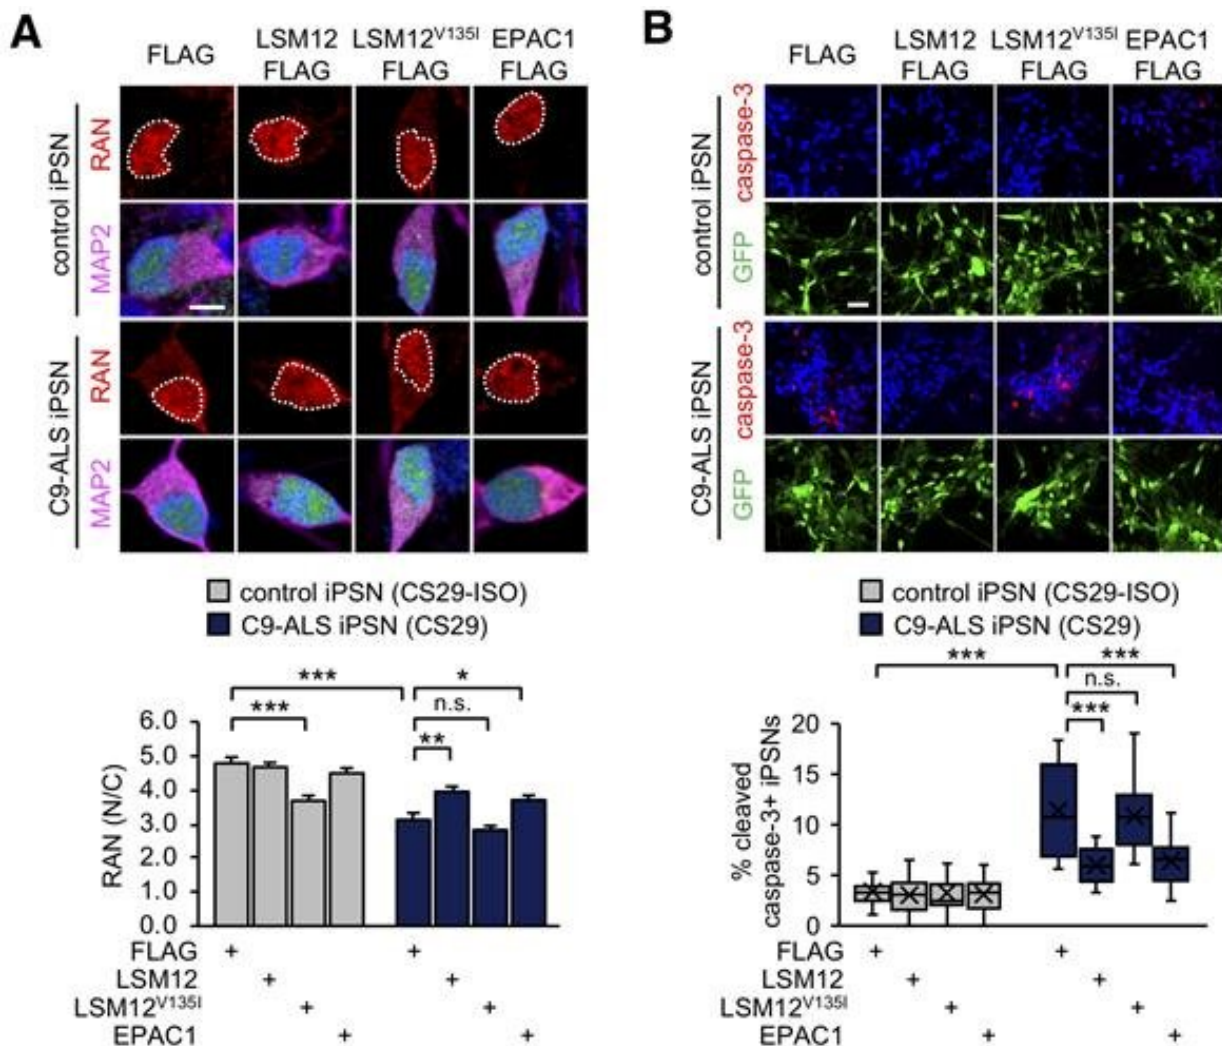 A
FLAG
LSM12 FLAG
LSM12V135I FLAG
EPAC1 FLAG
control iPSN
RAN
MAP2
C9-ALS iPSN
RAN
MAP2
control iPSN (CS29-ISO)
C9-ALS iPSN (CS29)
***
*
***
n.s.
**
RAN (N/C)
6.0
5.0
4.0
3.0
2.0
1.0
0.0
FLAG + +
LSM12 + +
LSM12V135I + +
EPAC1 + +
B
FLAG
LSM12 FLAG
LSM12V135I FLAG
EPAC1 FLAG
control iPSN
caspase-3
GFP
C9-ALS iPSN
caspase-3
GFP
control iPSN (CS29-ISO)
C9-ALS iPSN (CS29)
***
***
n.s.
***
% cleaved
caspase-3+ iPSNs
20
15
10
5
0
FLAG + +
LSM12 + +
LSM12V135I + +
EPAC1 + +